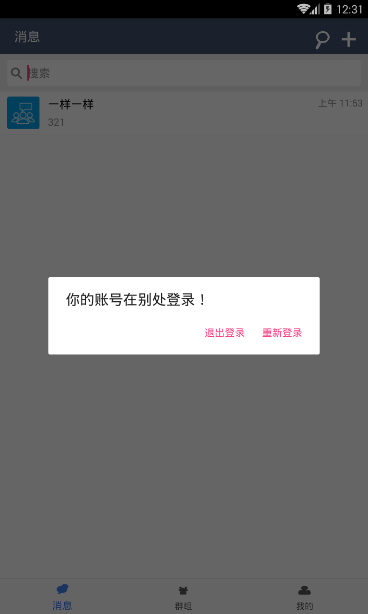 12:31
消息
搜索
一样一样
上午 11:53
321
你的账号在别处登录！
退出登录
重新登录
消息
群组
我的